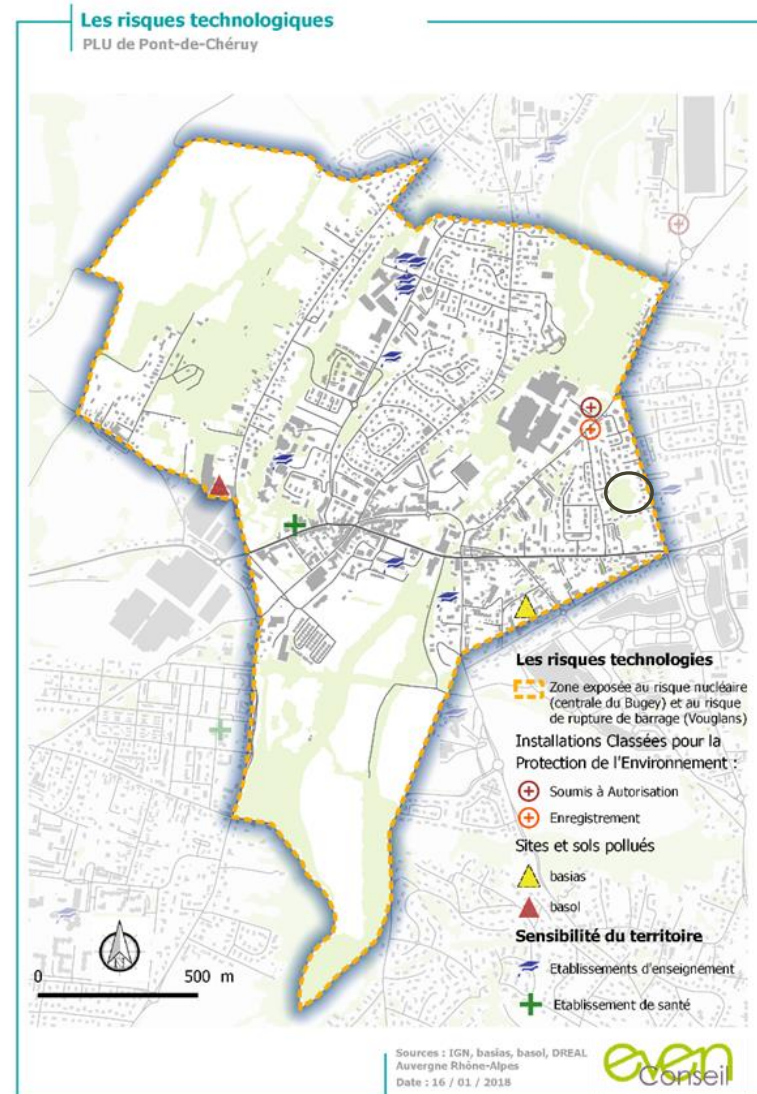 Les risques technologiques
PLU de Pont-de-Chéruy
Les risques technologies
Zone exposée au risque nucléaire
(centrale du Bugey) et au risque
de rupture de barrage (Vouglans)
Installations Classées pour la
Protection de l'Environnement :
Soumis à Autorisation
Enregistrement
Sites et sols pollués
basias
basol
Sensibilité du territoire
Etablissements d'enseignement
Etablissement de santé
0 500 m
Sources : IGN, basias, basol, DREAL
Auvergne Rhône-Alpes
Date : 16 / 01 / 2018
even
Conseil